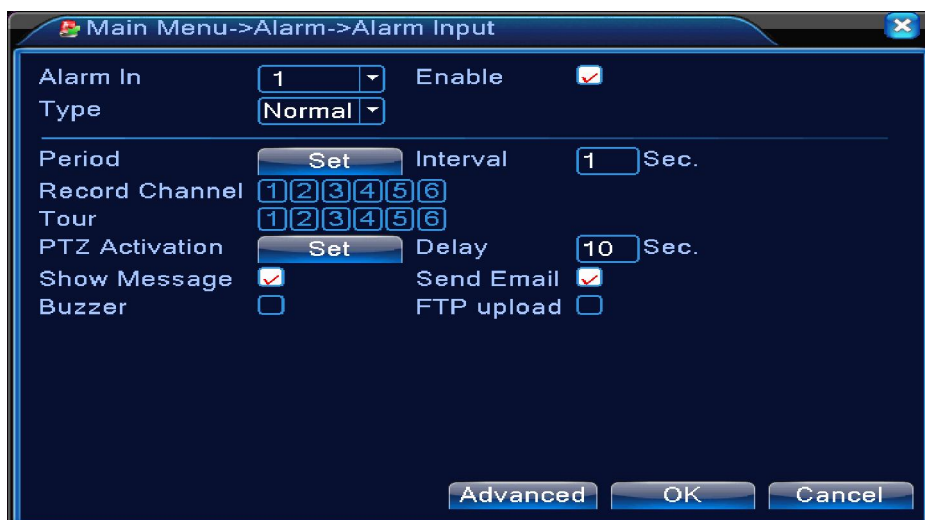 Main Menu->Alarm->Alarm Input
Alarm In 1 Enable
Type Normal
Period Set Interval 1 Sec.
Record Channel 1 2 3 4 5 6
Tour 1 2 3 4 5 6
PTZ Activation Set Delay 10 Sec.
Show Message Send Email
Buzzer FTP upload
Advanced OK Cancel